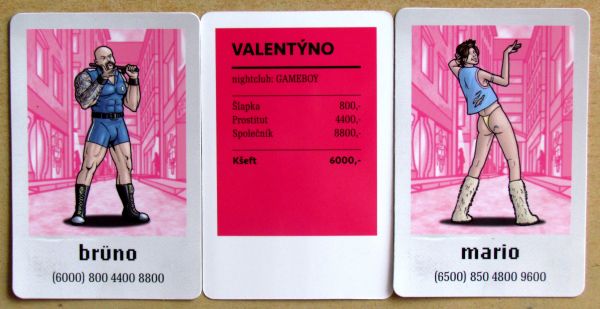 brüno
(6000) 800 4400 8800
VALENTÝNO
nightclub: GAMEBOY
Šlapka 800,-
Prostitut 4400,-
Společník 8800,-
Kšeft 6000,-
mario
(6500) 850 4800 9600